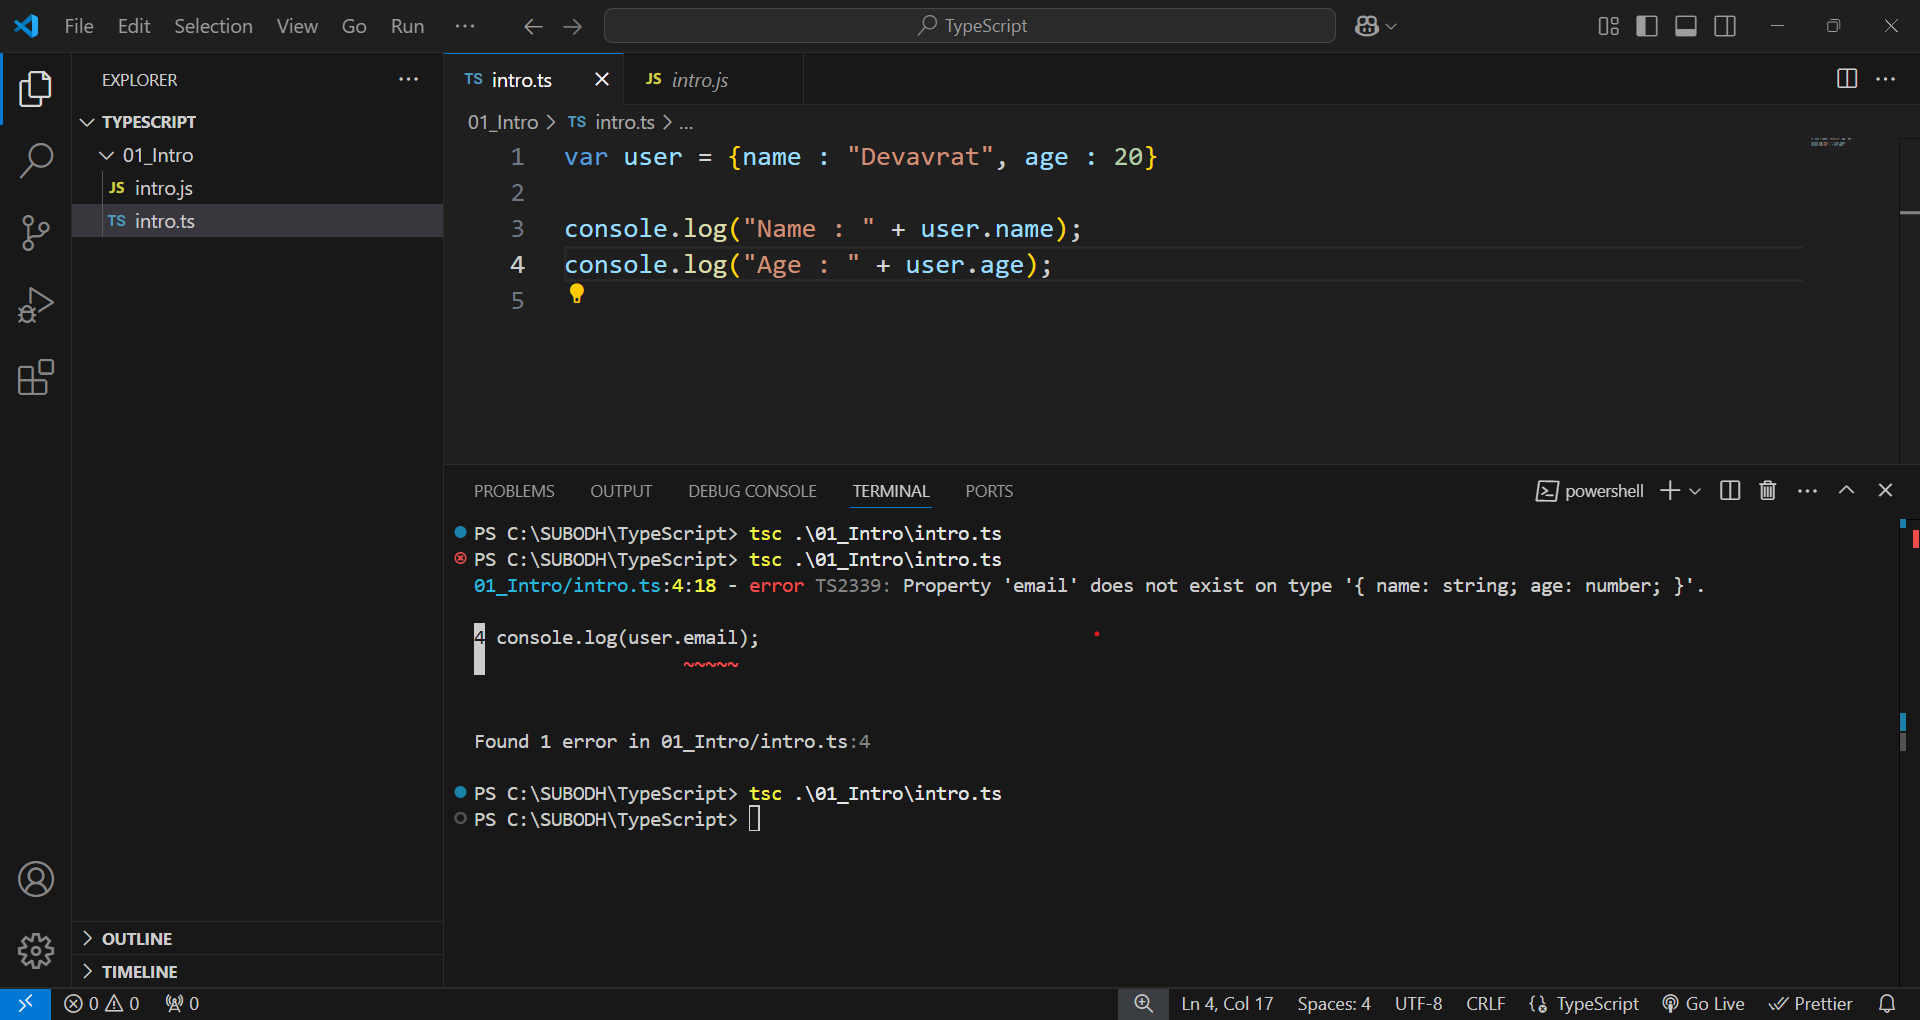 File Edit Selection View Go Run ··· TypeScript
EXPLORER ···
TYPESCRIPT
01_Intro
JS intro.js
TS intro.ts
OUTLINE
TIMELINE
TS intro.ts JS intro.js
01_Intro > TS intro.ts > ...
1 var user = {name : "Devavrat", age : 20}
2
3 console.log("Name : " + user.name);
4 console.log("Age : " + user.age);
5
PROBLEMS OUTPUT DEBUG CONSOLE TERMINAL PORTS powershell
PS C:\SUBODH\TypeScript> tsc .\01_Intro\intro.ts
PS C:\SUBODH\TypeScript> tsc .\01_Intro\intro.ts
01_Intro/intro.ts:4:18 - error TS2339: Property 'email' does not exist on type '{ name: string; age: number; }'.
4 console.log(user.email);
~~~~~
Found 1 error in 01_Intro/intro.ts:4
PS C:\SUBODH\TypeScript> tsc .\01_Intro\intro.ts
PS C:\SUBODH\TypeScript>
0 0 0 Ln 4, Col 17 Spaces: 4 UTF-8 CRLF TypeScript Go Live Prettier